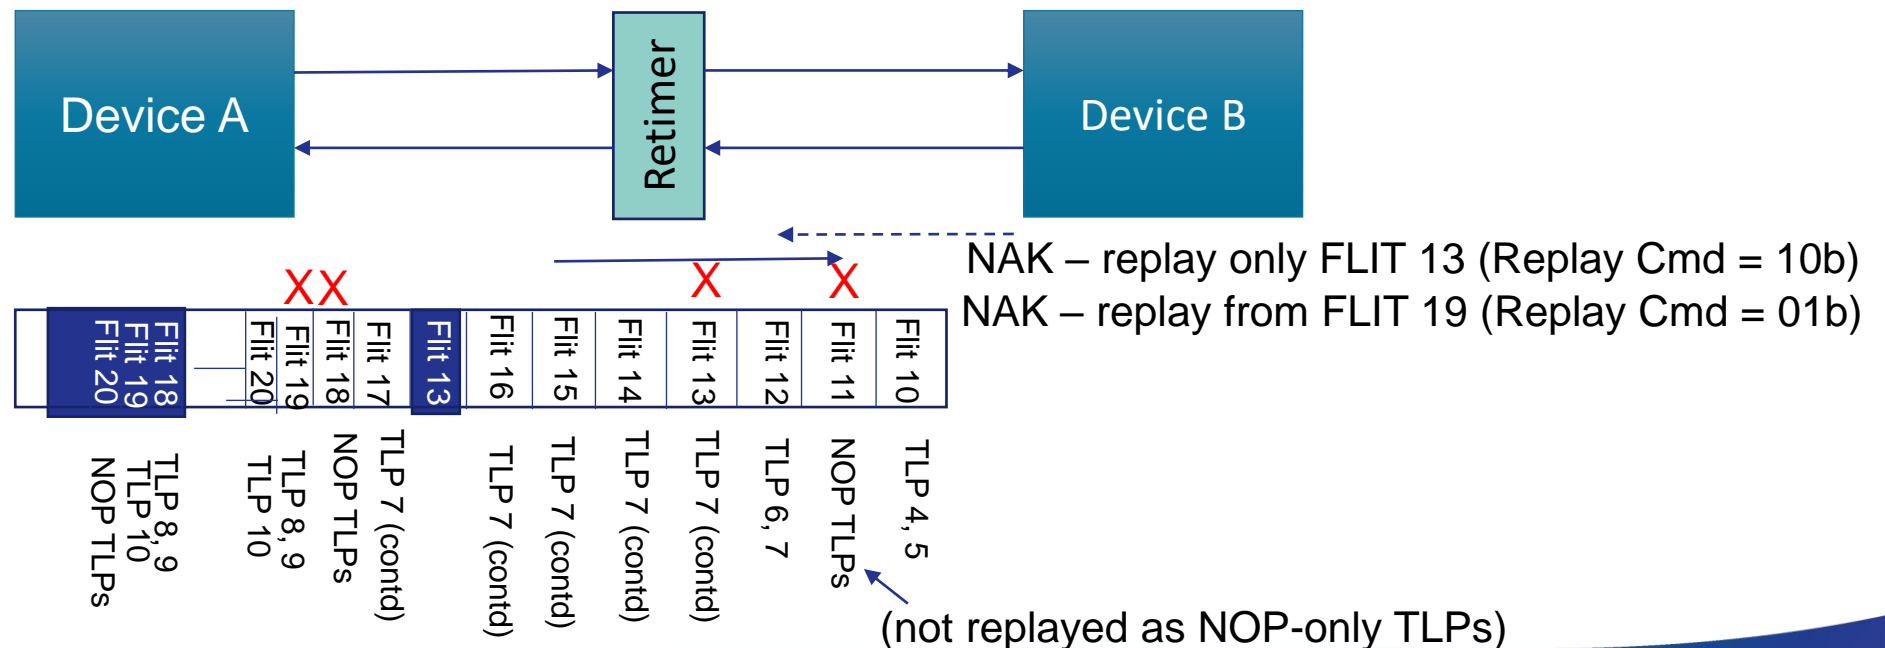 Device A
Retimer
Device B
NAK – replay only FLIT 13 (Replay Cmd = 10b)
NAK – replay from FLIT 19 (Replay Cmd = 01b)
X
X
X
X
Flit 20
Flit 19
Flit 18
Flit 20
Flit 19
Flit 18
Flit 17
Flit 13
Flit 16
Flit 15
Flit 14
Flit 13
Flit 12
Flit 11
Flit 10
NOP TLPs
TLP 10
TLP 8, 9
TLP 10
TLP 8, 9
NOP TLPs
TLP 7 (contd)
TLP 7 (contd)
TLP 7 (contd)
TLP 7 (contd)
TLP 7 (contd)
TLP 6, 7
NOP TLPs
TLP 4, 5
(not replayed as NOP-only TLPs)